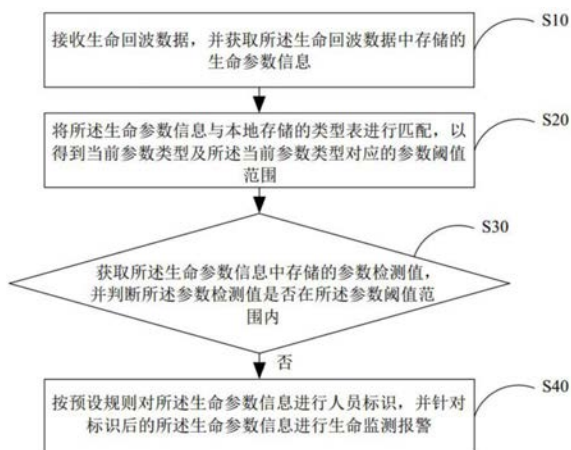 接收生命回波数据，并获取所述生命回波数据中存储的
生命参数信息
S10
将所述生命参数信息与本地存储的类型表进行匹配，以
得到当前参数类型及所述当前参数类型对应的参数阈值
范围
S20
获取所述生命参数信息中存储的参数检测值，
并判断所述参数检测值是否在所述参数阈值范
围内
S30
否
按预设规则对所述生命参数信息进行人员标识，并针对
标识后的所述生命参数信息进行生命监测报警
S40